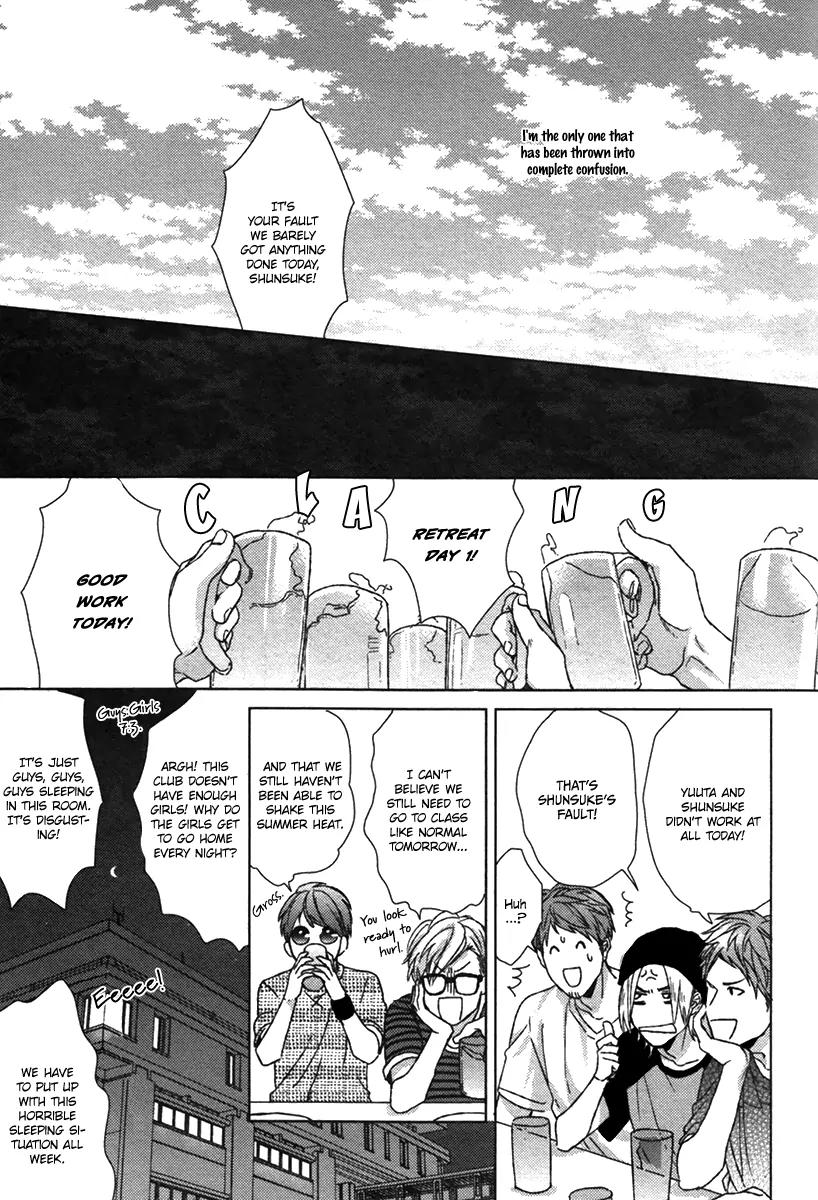 I'm the only one that
has been thrown into
complete confusion.
IT'S
YOUR FAULT
WE BARELY
GOT ANYTHING
DONE TODAY,
SHUNSUKE!
CLANG
RETREAT
DAY 1!
GOOD
WORK
TODAY!
YUUTA AND
SHUNSUKE
DIDN'T WORK
AT ALL TODAY!
THAT'S
SHUNSUKE'S
FAULT!
Huh
...?
I CAN'T
BELIEVE WE
STILL NEED TO
GO TO CLASS
LIKE NORMAL
TOMORROW...
AND THAT WE
STILL HAVEN'T
BEEN ABLE TO
SHAKE THIS
SUMMER HEAT.
You look
ready to
hurl.
Gross.
Guys:Girls
7:3.
ARGH! THIS
CLUB DOESN'T
HAVE ENOUGH
GIRLS! WHY DO
THE GIRLS GET
TO GO HOME
EVERY NIGHT?
IT'S JUST
GUYS, GUYS,
GUYS SLEEPING
IN THIS ROOM.
IT'S DISGUST-
ING!
Eeeee!
WE HAVE
TO PUT UP
WITH THIS
HORRIBLE
SLEEPING SI-
TUATION ALL
WEEK.